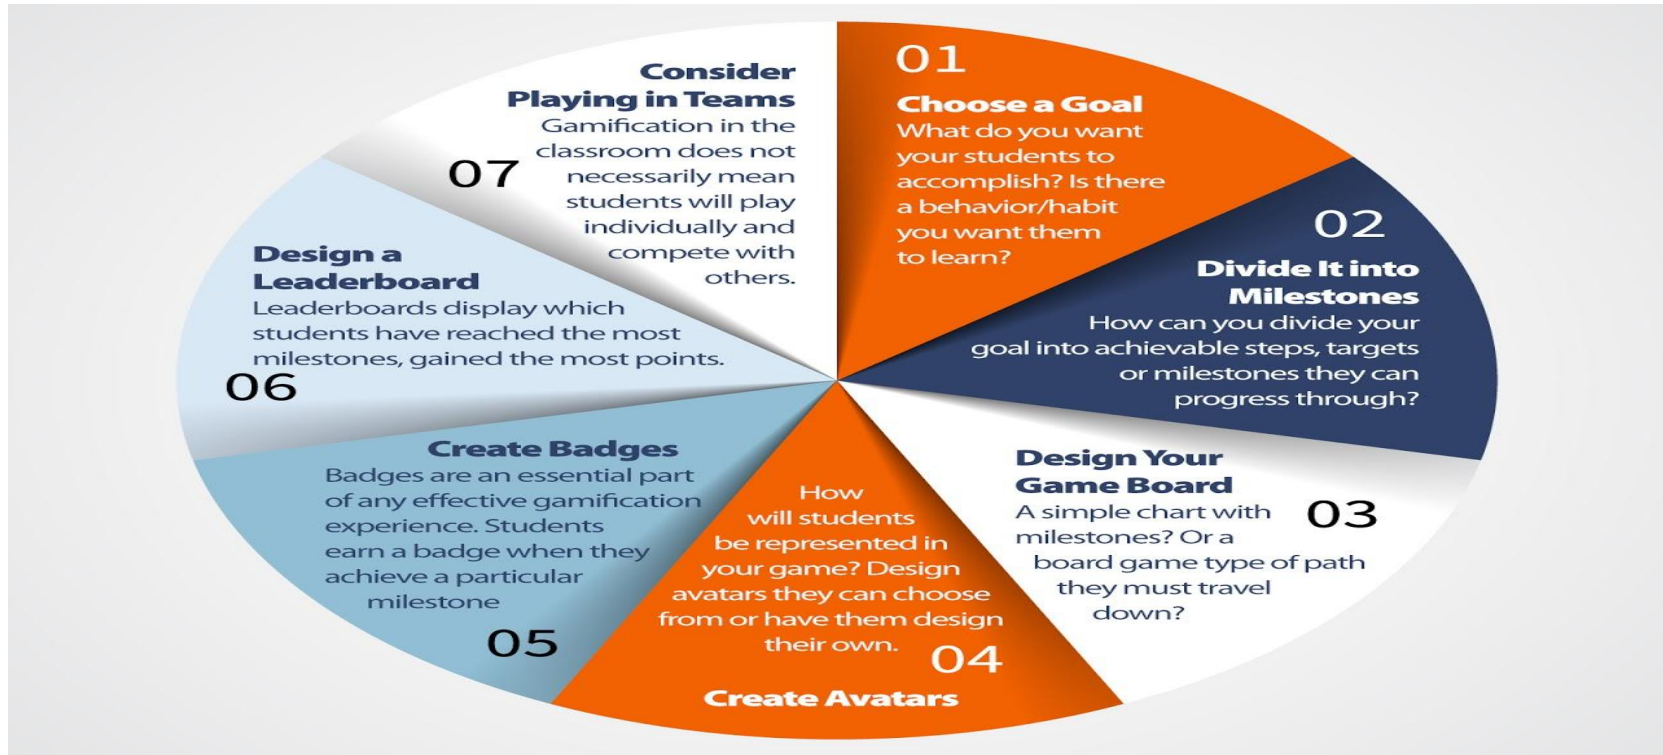 01
Choose a Goal
What do you want
your students to
accomplish? Is there
a behavior/habit
you want them
to learn?
02
Divide It into
Milestones
How can you divide your
goal into achievable steps, targets
or milestones they can
progress through?
Design Your
Game Board
03
A simple chart with
milestones? Or a
board game type of path
they must travel
down?
How
will students
be represented in
your game? Design
avatars they can choose
from or have them design
their own.
04
Create Avatars
Create Badges
Badges are an essential part
of any effective gamification
experience. Students
earn a badge when they
achieve a particular
milestone
05
Design a
Leaderboard
Leaderboards display which
students have reached the most
milestones, gained the most points.
06
Consider
Playing in Teams
Gamification in the
classroom does not
07
necessarily mean
students will play
individually and
compete with
others.